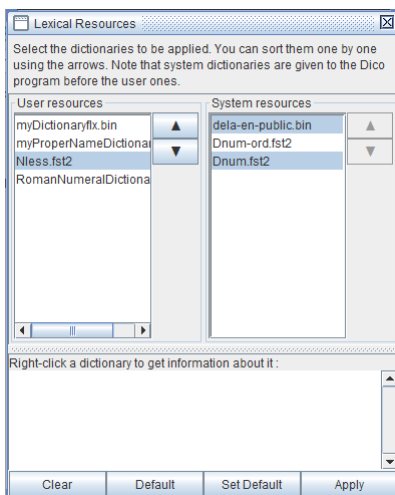 Lexical Resources
Select the dictionaries to be applied. You can sort them one by one
using the arrows. Note that system dictionaries are given to the Dico
program before the user ones.
User resources
myDictionaryflx.bin
myProperNameDictionar
Nless.fst2
RomanNumeralDictiona
System resources
dela-en-public.bin
Dnum-ord.fst2
Dnum.fst2
Right-click a dictionary to get information about it :
Clear
Default
Set Default
Apply